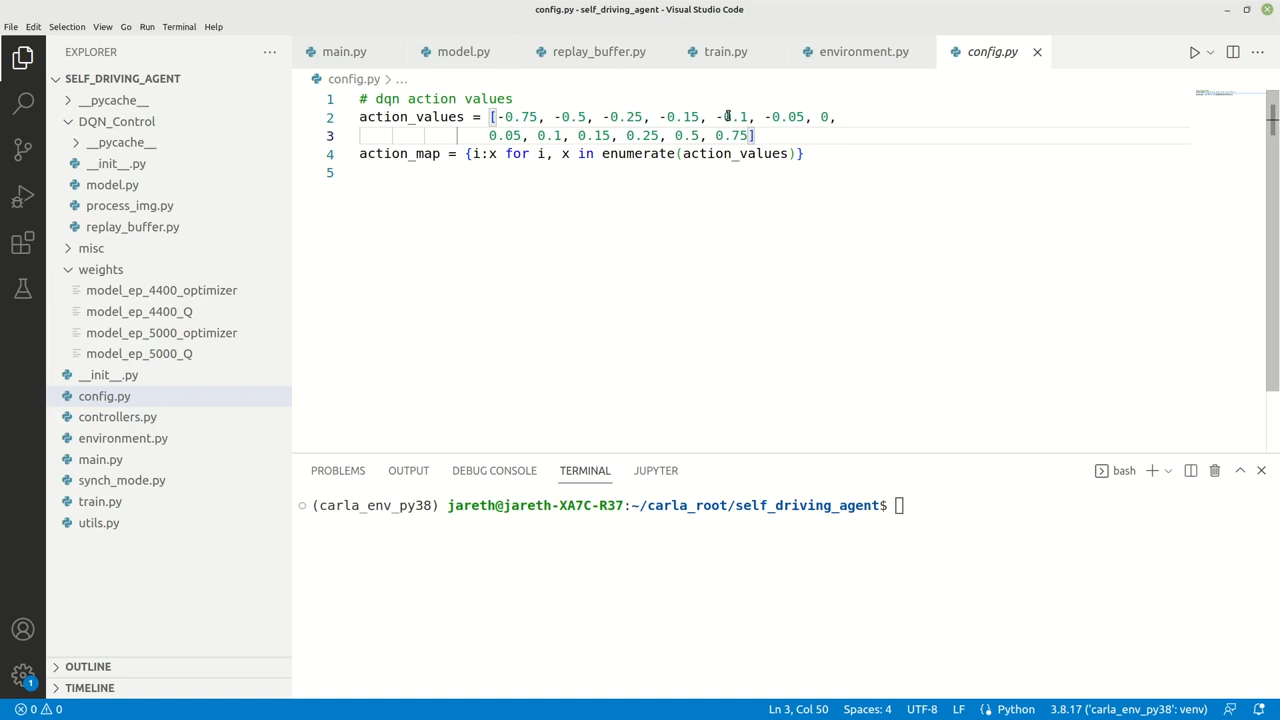 config.py - self_driving_agent - Visual Studio Code
File Edit Selection View Go Run Terminal Help
EXPLORER
main.py model.py replay_buffer.py train.py environment.py config.py
SELF_DRIVING_AGENT
config.py > ...
__pycache__
DQN_Control
__pycache__
__init__.py
model.py
process_img.py
replay_buffer.py
misc
weights
model_ep_4400_optimizer
model_ep_4400_Q
model_ep_5000_optimizer
model_ep_5000_Q
__init__.py
config.py
controllers.py
environment.py
main.py
synch_mode.py
train.py
utils.py
OUTLINE
TIMELINE
1 # dqn action values
2 action_values = [-0.75, -0.5, -0.25, -0.15, -0.1, -0.05, 0,
3 0.05, 0.1, 0.15, 0.25, 0.5, 0.75]
4 action_map = {i:x for i, x in enumerate(action_values)}
5
PROBLEMS OUTPUT DEBUG CONSOLE TERMINAL JUPYTER
bash
(carla_env_py38) jareth@jareth-XA7C-R37:~/carla_root/self_driving_agent$
1
0 0
Ln 3, Col 50 Spaces: 4 UTF-8 LF Python 3.8.17 ('carla_env_py38': venv)